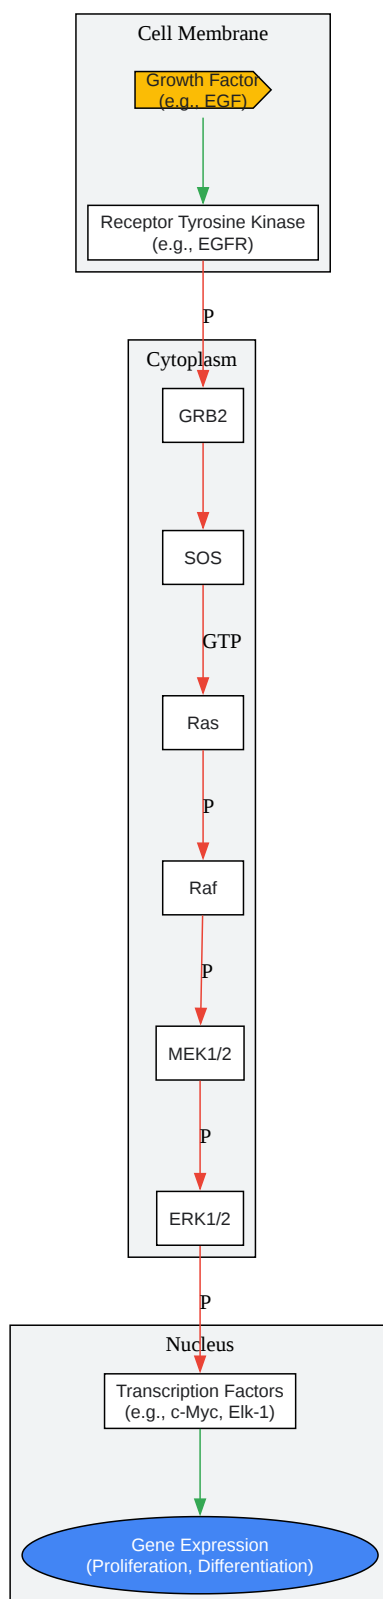 Cell Membrane
Growth Factor
(e.g., EGF)
Receptor Tyrosine Kinase
(e.g., EGFR)
P
Cytoplasm
GRB2
SOS
GTP
Ras
P
Raf
P
MEK1/2
P
ERK1/2
P
Nucleus
Transcription Factors
(e.g., c-Myc, Elk-1)
Gene Expression
(Proliferation, Differentiation)